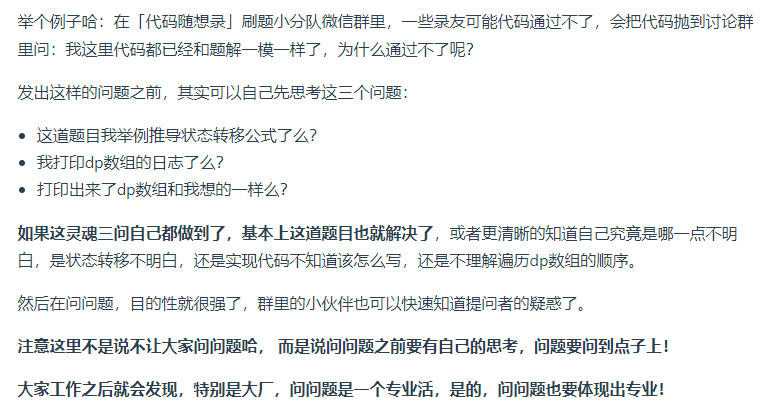 举个例子哈：在「代码随想录」刷题小分队微信群里，一些录友可能代码通过不了，会把代码抛到讨论群
里问：我这里代码都已经和题解一模一样了，为什么通过不了呢？
发出这样的问题之前，其实可以自己先思考这三个问题：
• 这道题目我举例推导状态转移公式了么？
• 我打印dp数组的日志了么？
• 打印出来了dp数组和我想的一样么？
如果这灵魂三问自己都做到了，基本上这道题目也就解决了，或者更清晰的知道自己究竟是哪一点不明
白，是状态转移不明白，还是实现代码不知道该怎么写，还是不理解遍历dp数组的顺序。
然后在问问题，目的性就很强了，群里的小伙伴也可以快速知道提问者的疑惑了。
注意这里不是说不让大家问问题哈， 而是说问问题之前要有自己的思考，问题要问到点子上！
大家工作之后就会发现，特别是大厂，问问题是一个专业活，是的，问问题也要体现出专业！